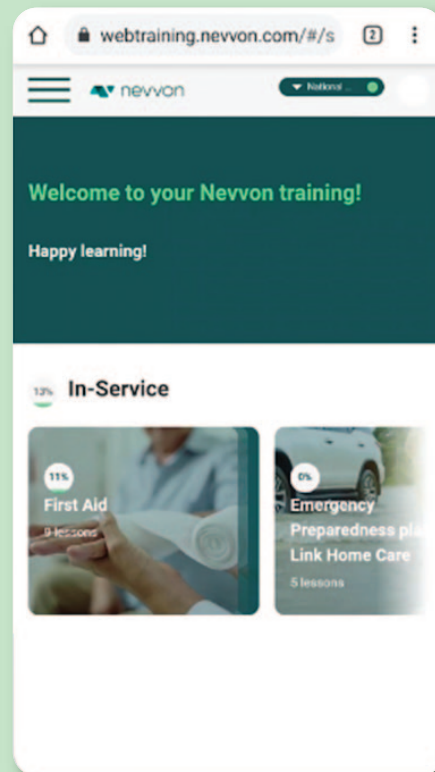 webtraining.nevvon.com/#/s 2
nevvon
National ...
Welcome to your Nevvon training!
Happy learning!
13% In-Service
11%
First Aid
9 lessons
0%
Emergency
Preparedness pla
Link Home Care
5 lessons